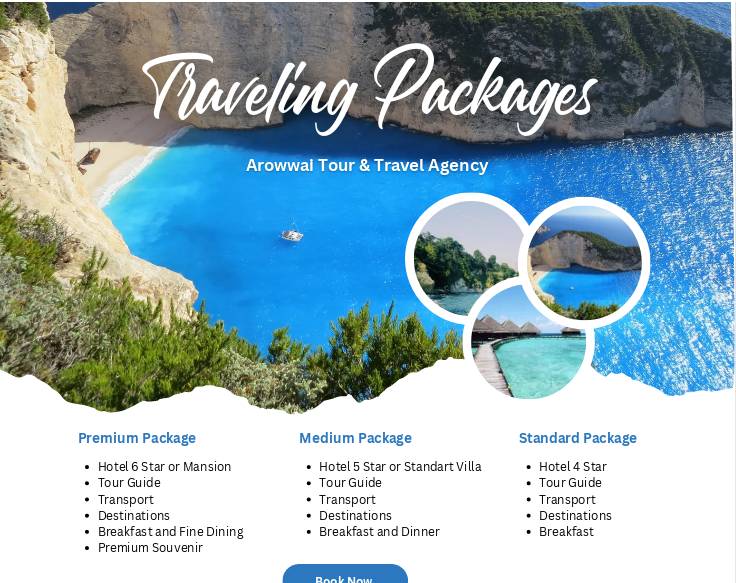 Traveling Packages
Arowwai Tour & Travel Agency
Premium Package
• Hotel 6 Star or Mansion
• Tour Guide
• Transport
• Destinations
• Breakfast and Fine Dining
• Premium Souvenir
Medium Package
• Hotel 5 Star or Standart Villa
• Tour Guide
• Transport
• Destinations
• Breakfast and Dinner
Standard Package
• Hotel 4 Star
• Tour Guide
• Transport
• Destinations
• Breakfast
Book Now